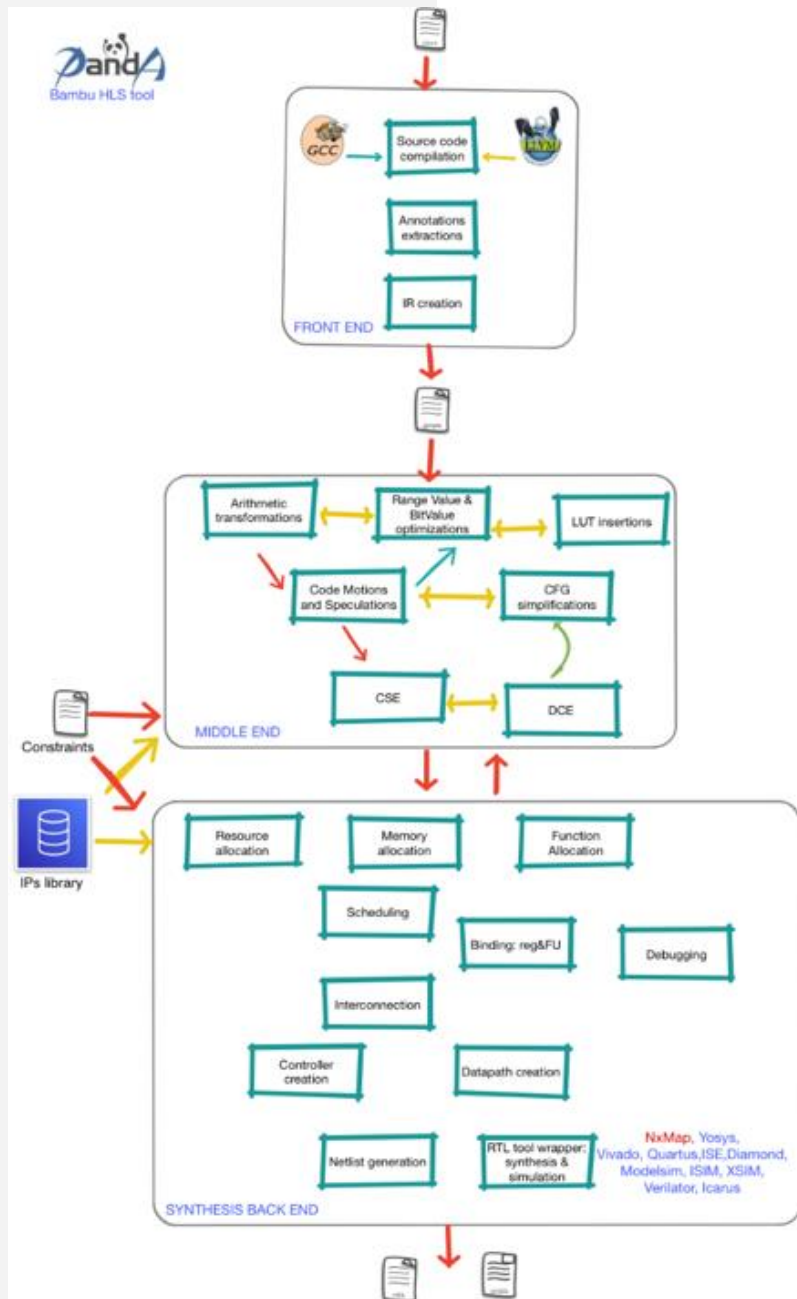 PandA
Bambu HLS tool
GCC
Source code
compilation
LLVM
Annotations
extractions
IR creation
FRONT END
Arithmetic
transformations
Range Value &
BitValue
optimizations
LUT insertions
Code Motions
and Speculations
CFG
simplifications
CSE
DCE
MIDDLE END
Constraints
IPs library
Resource
allocation
Memory
allocation
Function
Allocation
Scheduling
Binding: reg&FU
Debugging
Interconnection
Controller
creation
Datapath creation
Netlist generation
RTL tool wrapper:
synthesis &
simulation
NxMap, Yosys,
Vivado, Quartus,ISE,Diamond,
Modelsim, ISIM, XSIM,
Verilator, Icarus
SYNTHESIS BACK END